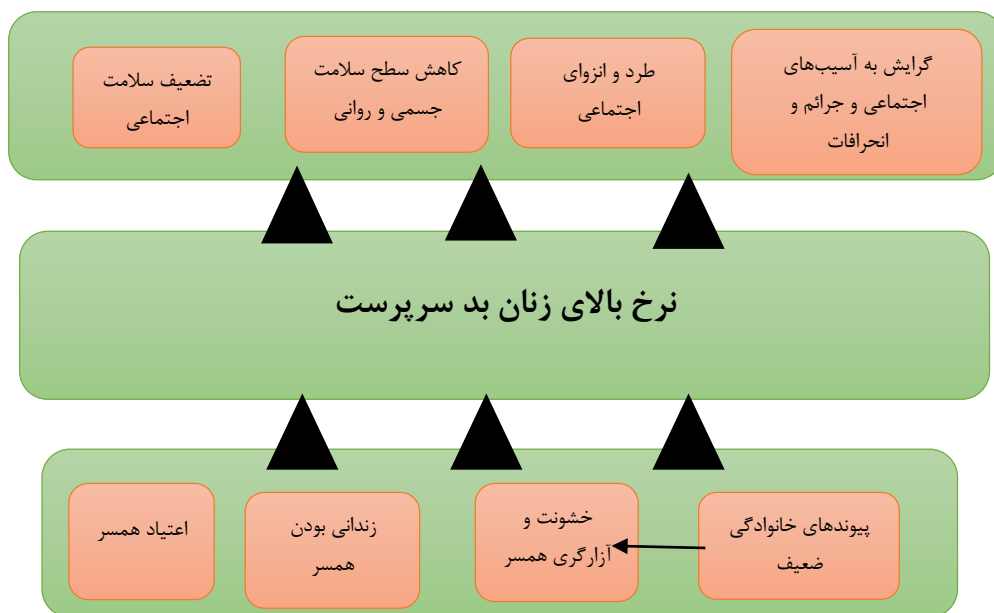 گرایش به آسیب‌های
اجتماعی و جرائم و
انحرافات
طرد و انزوای
اجتماعی
کاهش سطح سلامت
جسمی و روانی
تضعیف سلامت
اجتماعی
نرخ بالای زنان بد سرپرست
پیوندهای خانوادگی
ضعیف
خشونت و
آزارگری همسر
زندانی بودن
همسر
اعتیاد همسر